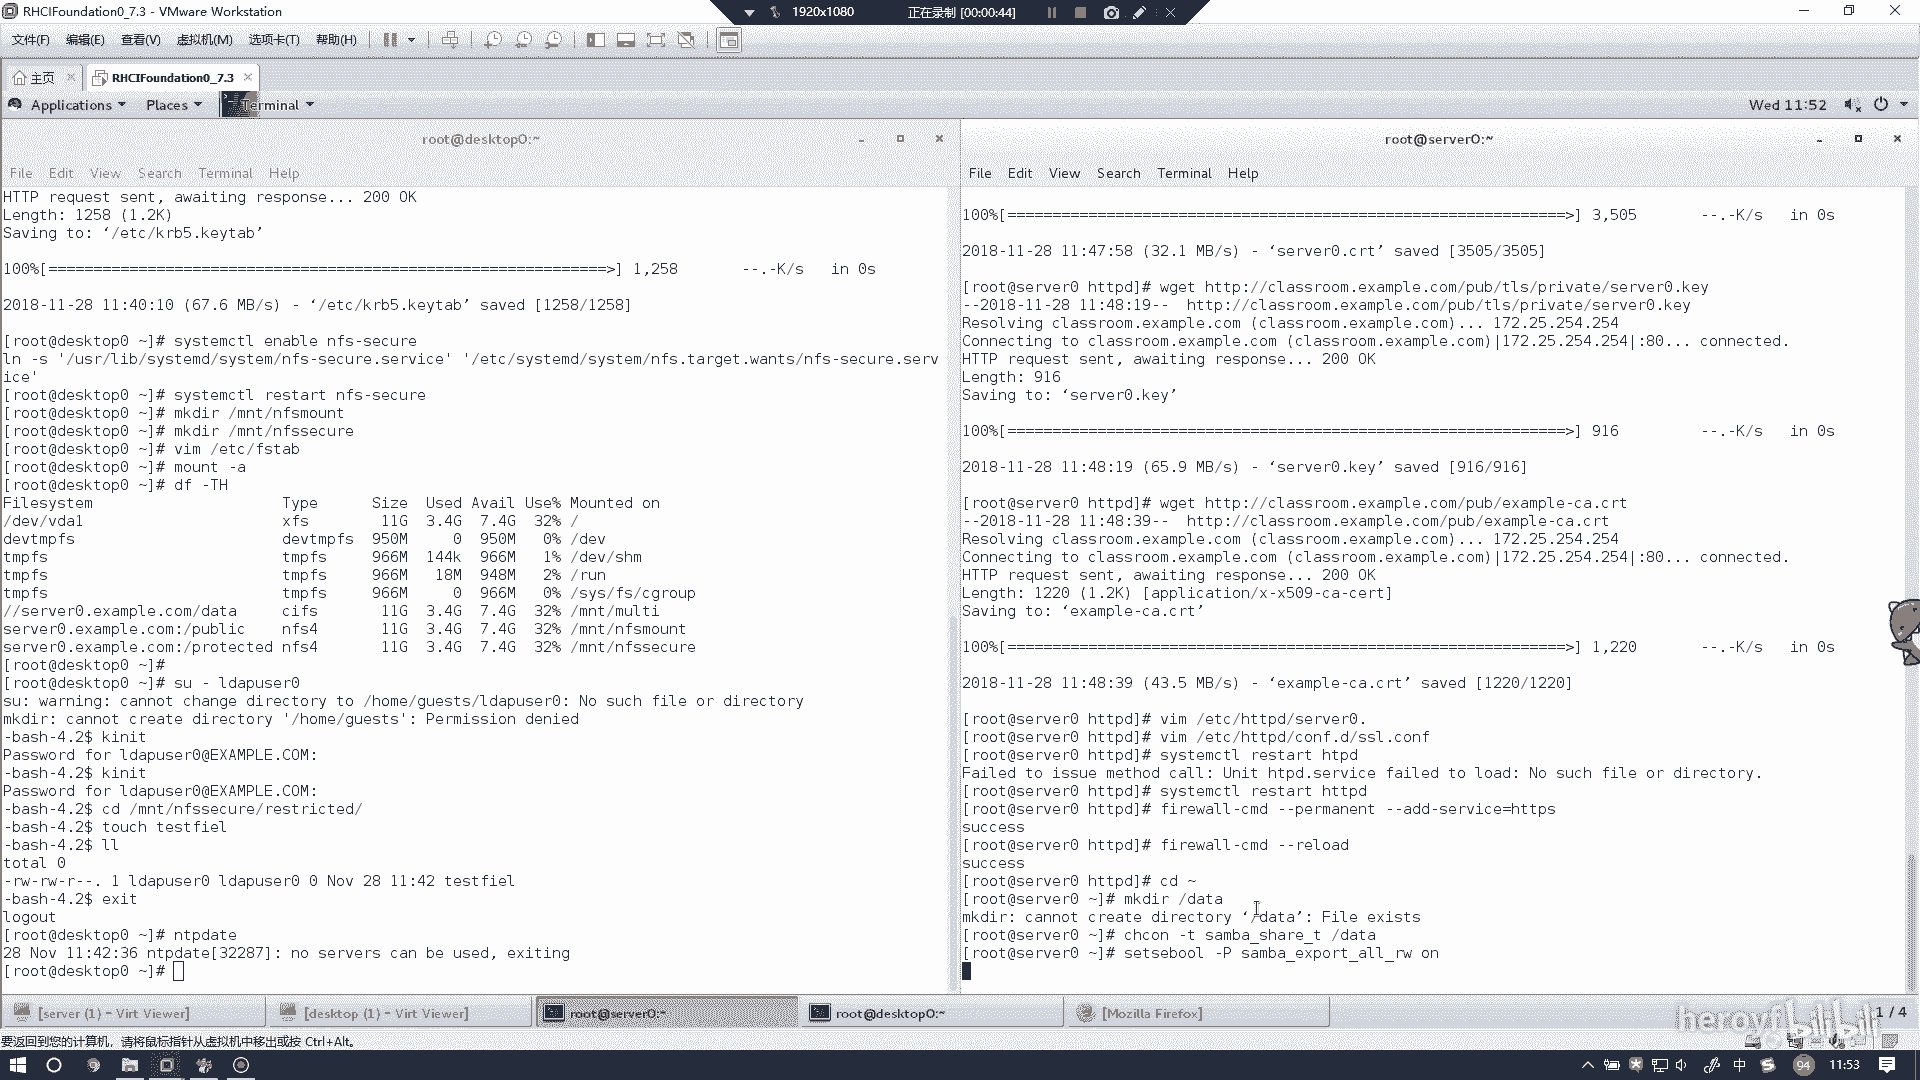 RHCIFoundation0_7.3 - VMware Workstation
1920x1080
正在录制 [00:00:44]
文件(F) 编辑(E) 查看(V) 虚拟机(M) 选项卡(T) 帮助(H)
主页
RHCIFoundation0_7.3
Applications Places Terminal
Wed 11:52
root@desktop0:~
File Edit View Search Terminal Help
HTTP request sent, awaiting response... 200 OK
Length: 1258 (1.2K)
Saving to: ‘/etc/krb5.keytab’
100%[==============================================================>] 1,258 --.-K/s in 0s
2018-11-28 11:40:10 (67.6 MB/s) - ‘/etc/krb5.keytab’ saved [1258/1258]
[root@desktop0 ~]# systemctl enable nfs-secure
ln -s '/usr/lib/systemd/system/nfs-secure.service' '/etc/systemd/system/nfs.target.wants/nfs-secure.serv
ice'
[root@desktop0 ~]# systemctl restart nfs-secure
[root@desktop0 ~]# mkdir /mnt/nfsmount
[root@desktop0 ~]# mkdir /mnt/nfssecure
[root@desktop0 ~]# vim /etc/fstab
[root@desktop0 ~]# mount -a
[root@desktop0 ~]# df -TH
Filesystem Type Size Used Avail Use% Mounted on
/dev/vda1 xfs 11G 3.4G 7.4G 32% /
devtmpfs devtmpfs 950M 0 950M 0% /dev
tmpfs tmpfs 966M 144k 966M 1% /dev/shm
tmpfs tmpfs 966M 18M 948M 2% /run
tmpfs tmpfs 966M 0 966M 0% /sys/fs/cgroup
//server0.example.com/data cifs 11G 3.4G 7.4G 32% /mnt/multi
server0.example.com:/public nfs4 11G 3.4G 7.4G 32% /mnt/nfsmount
server0.example.com:/protected nfs4 11G 3.4G 7.4G 32% /mnt/nfssecure
[root@desktop0 ~]#
[root@desktop0 ~]# su - ldapuser0
su: warning: cannot change directory to /home/guests/ldapuser0: No such file or directory
mkdir: cannot create directory '/home/guests': Permission denied
-bash-4.2$ kinit
Password for ldapuser0@EXAMPLE.COM:
-bash-4.2$ kinit
Password for ldapuser0@EXAMPLE.COM:
-bash-4.2$ cd /mnt/nfssecure/restricted/
-bash-4.2$ touch testfiel
-bash-4.2$ ll
total 0
-rw-rw-r--. 1 ldapuser0 ldapuser0 0 Nov 28 11:42 testfiel
-bash-4.2$ exit
logout
[root@desktop0 ~]# ntpdate
28 Nov 11:42:36 ntpdate[32287]: no servers can be used, exiting
[root@desktop0 ~]#
root@server0:~
File Edit View Search Terminal Help
100%[==============================================================>] 3,505 --.-K/s in 0s
2018-11-28 11:47:58 (32.1 MB/s) - ‘server0.crt’ saved [3505/3505]
[root@server0 httpd]# wget http://classroom.example.com/pub/tls/private/server0.key
--2018-11-28 11:48:19-- http://classroom.example.com/pub/tls/private/server0.key
Resolving classroom.example.com (classroom.example.com)... 172.25.254.254
Connecting to classroom.example.com (classroom.example.com)|172.25.254.254|:80... connected.
HTTP request sent, awaiting response... 200 OK
Length: 916
Saving to: ‘server0.key’
100%[==============================================================>] 916 --.-K/s in 0s
2018-11-28 11:48:19 (65.9 MB/s) - ‘server0.key’ saved [916/916]
[root@server0 httpd]# wget http://classroom.example.com/pub/example-ca.crt
--2018-11-28 11:48:39-- http://classroom.example.com/pub/example-ca.crt
Resolving classroom.example.com (classroom.example.com)... 172.25.254.254
Connecting to classroom.example.com (classroom.example.com)|172.25.254.254|:80... connected.
HTTP request sent, awaiting response... 200 OK
Length: 1220 (1.2K) [application/x-x509-ca-cert]
Saving to: ‘example-ca.crt’
100%[==============================================================>] 1,220 --.-K/s in 0s
2018-11-28 11:48:39 (43.5 MB/s) - ‘example-ca.crt’ saved [1220/1220]
[root@server0 httpd]# vim /etc/httpd/server0.
[root@server0 httpd]# vim /etc/httpd/conf.d/ssl.conf
[root@server0 httpd]# systemctl restart htpd
Failed to issue method call: Unit htpd.service failed to load: No such file or directory.
[root@server0 httpd]# systemctl restart httpd
[root@server0 httpd]# firewall-cmd --permanent --add-service=https
success
[root@server0 httpd]# firewall-cmd --reload
success
[root@server0 httpd]# cd ~
[root@server0 ~]# mkdir /data
mkdir: cannot create directory ‘/data’: File exists
[root@server0 ~]# chcon -t samba_share_t /data
[root@server0 ~]# setsebool -P samba_export_all_rw on
[server (1) - Virt Viewer]
[desktop (1) - Virt Viewer]
root@server0:~
root@desktop0:~
[Mozilla Firefox]
1 / 4
heroyf bilibili
要返回到您的计算机，请将鼠标指针从虚拟机中移出或按 Ctrl+Alt。
中
94
11:53